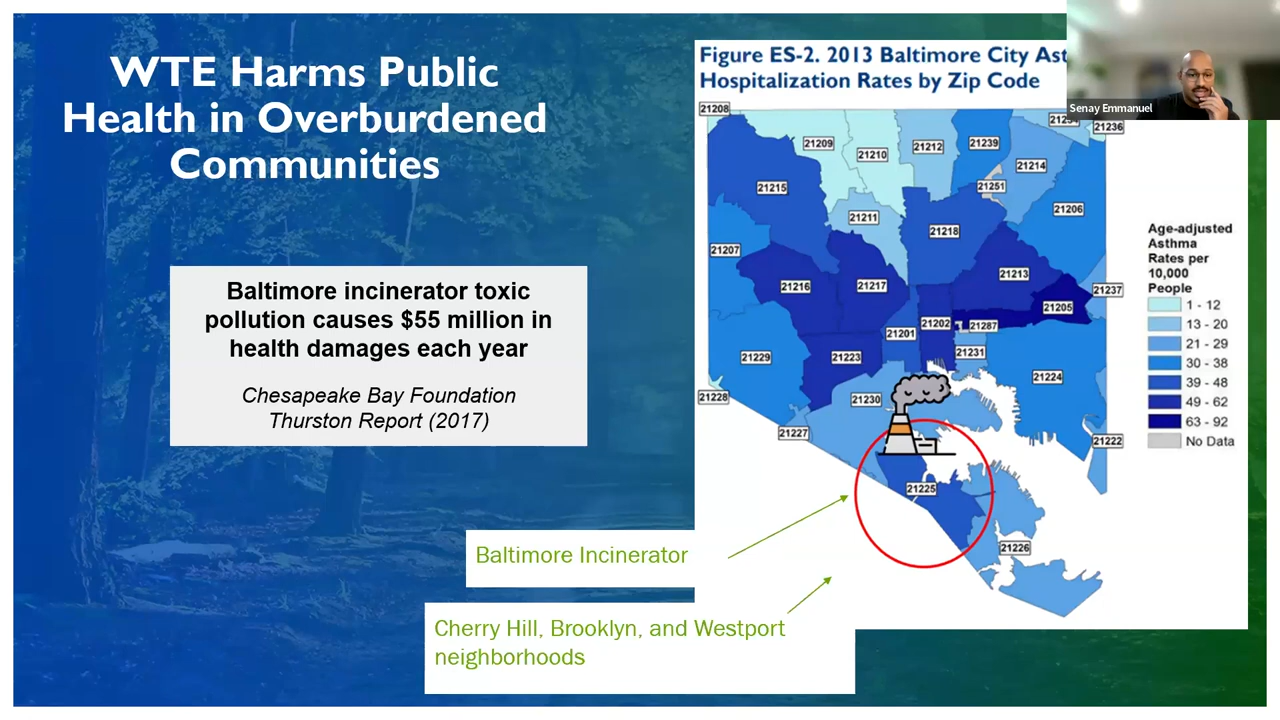 WTE Harms Public
Health in Overburdened
Communities
Baltimore incinerator toxic
pollution causes $55 million in
health damages each year
Chesapeake Bay Foundation
Thurston Report (2017)
Baltimore Incinerator
Cherry Hill, Brooklyn, and Westport
neighborhoods
Figure ES-2. 2013 Baltimore City Ast
Hospitalization Rates by Zip Code
Senay Emmanuel
21208
21209
21210
21212
21239
21236
21214
21251
21215
21211
21206
21218
21207
21213
21216
21217
21237
21205
21202
21287
21201
21231
21223
21229
21224
21228
21230
21227
21222
21225
21226
Age-adjusted
Asthma
Rates per
10,000
People
1 - 12
13 - 20
21 - 29
30 - 38
39 - 48
49 - 62
63 - 92
No Data